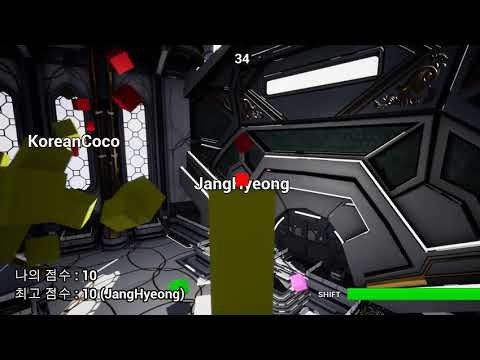 34
KoreanCoco
JangHyeong
나의 점수 : 10
최고 점수 : 10 (JangHyeong)
SHIFT